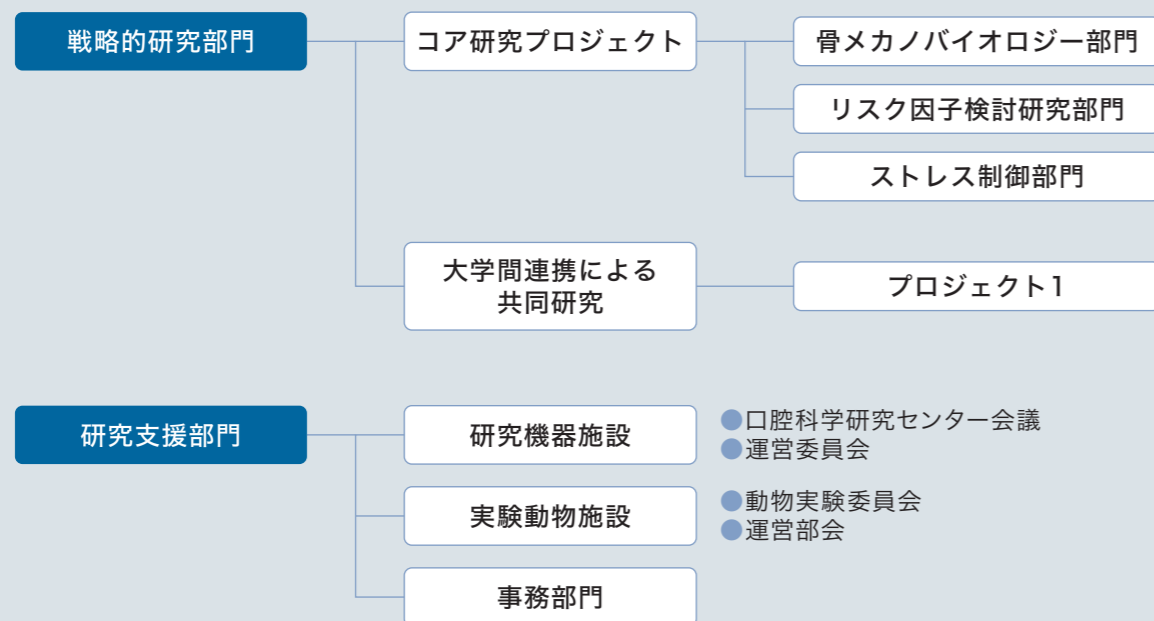 戦略的研究部門
コア研究プロジェクト
骨メカノバイオロジー部門
リスク因子検討研究部門
ストレス制御部門
大学間連携による
共同研究
プロジェクト1
研究支援部門
研究機器施設
●口腔科学研究センター会議
●運営委員会
実験動物施設
●動物実験委員会
●運営部会
事務部門